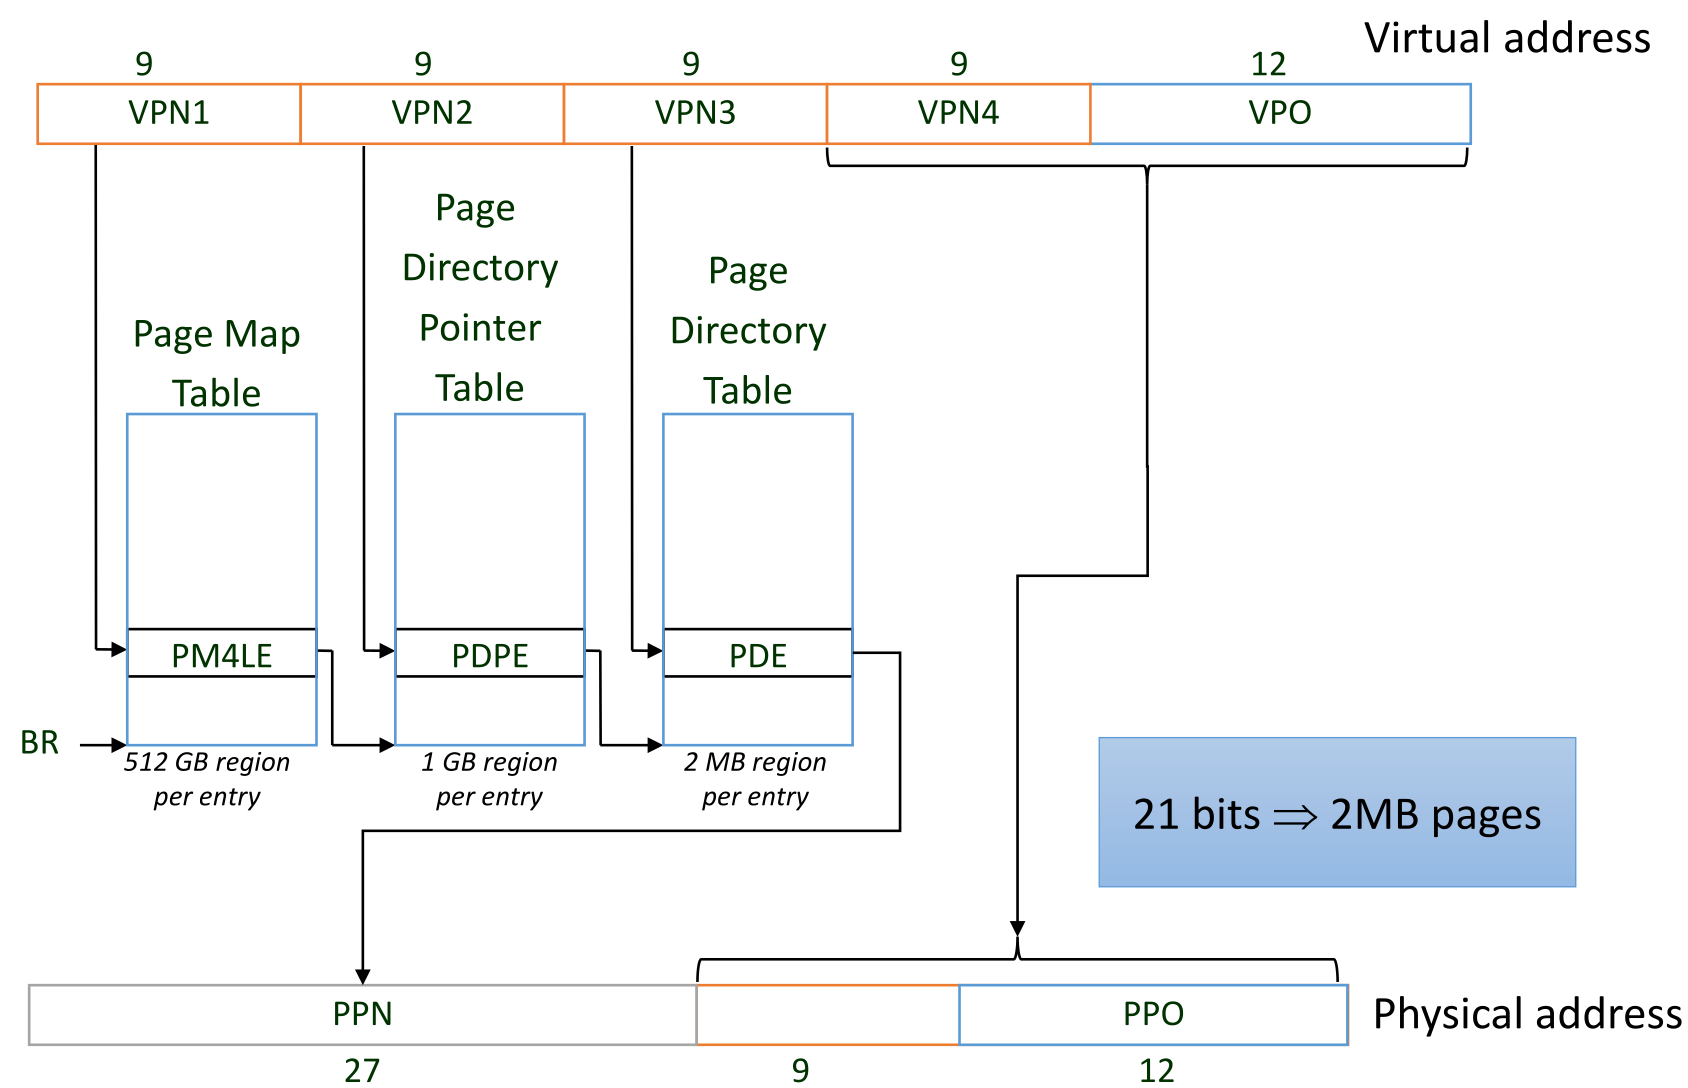 Virtual address
9 9 9 9 12
VPN1 VPN2 VPN3 VPN4 VPO
Page Map
Table
Page
Directory
Pointer
Table
Page
Directory
Table
PM4LE PDPE PDE
BR
512 GB region
per entry
1 GB region
per entry
2 MB region
per entry
21 bits ⇒ 2MB pages
PPN PPO Physical address
27 9 12